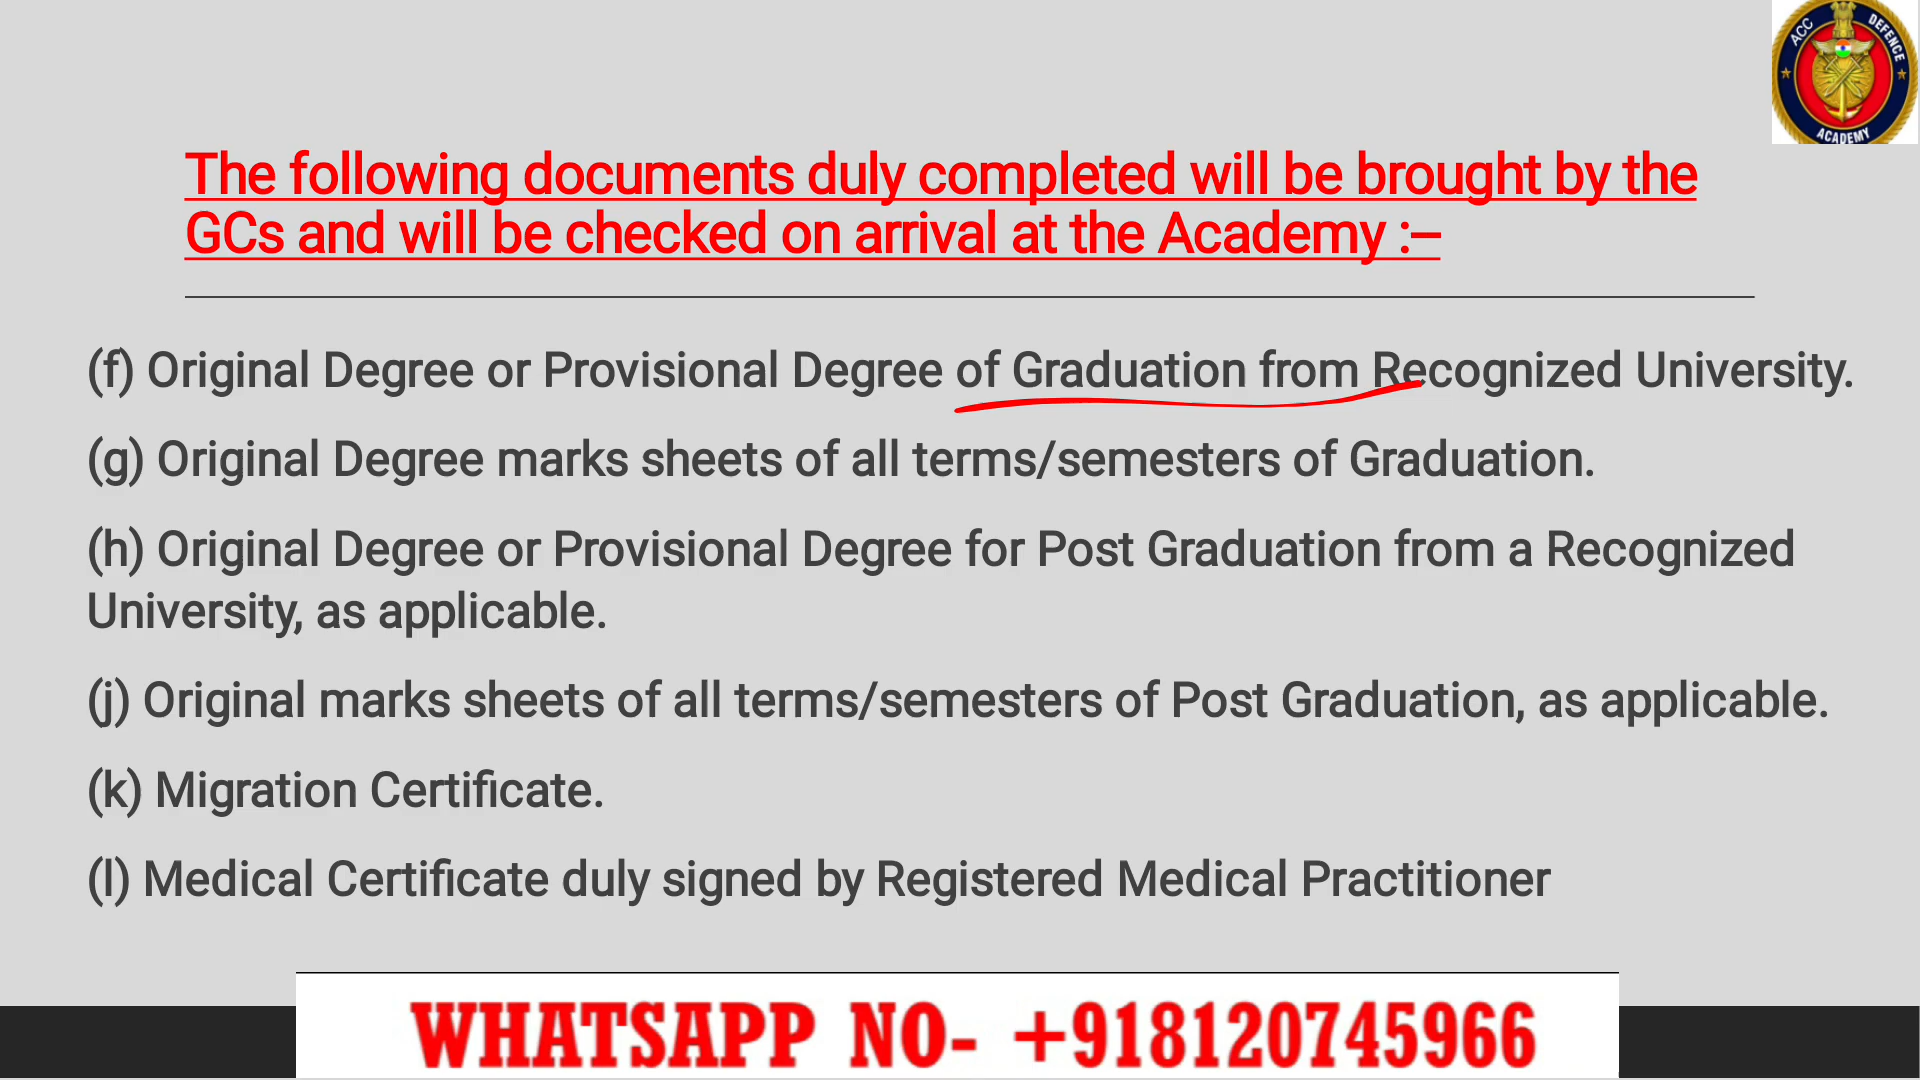 ACC DEFENCE
ACADEMY
The following documents duly completed will be brought by the
GCs and will be checked on arrival at the Academy :–
(f) Original Degree or Provisional Degree of Graduation from Recognized University.
(g) Original Degree marks sheets of all terms/semesters of Graduation.
(h) Original Degree or Provisional Degree for Post Graduation from a Recognized
University, as applicable.
(j) Original marks sheets of all terms/semesters of Post Graduation, as applicable.
(k) Migration Certificate.
(l) Medical Certificate duly signed by Registered Medical Practitioner
WHATSAPP NO- +918120745966